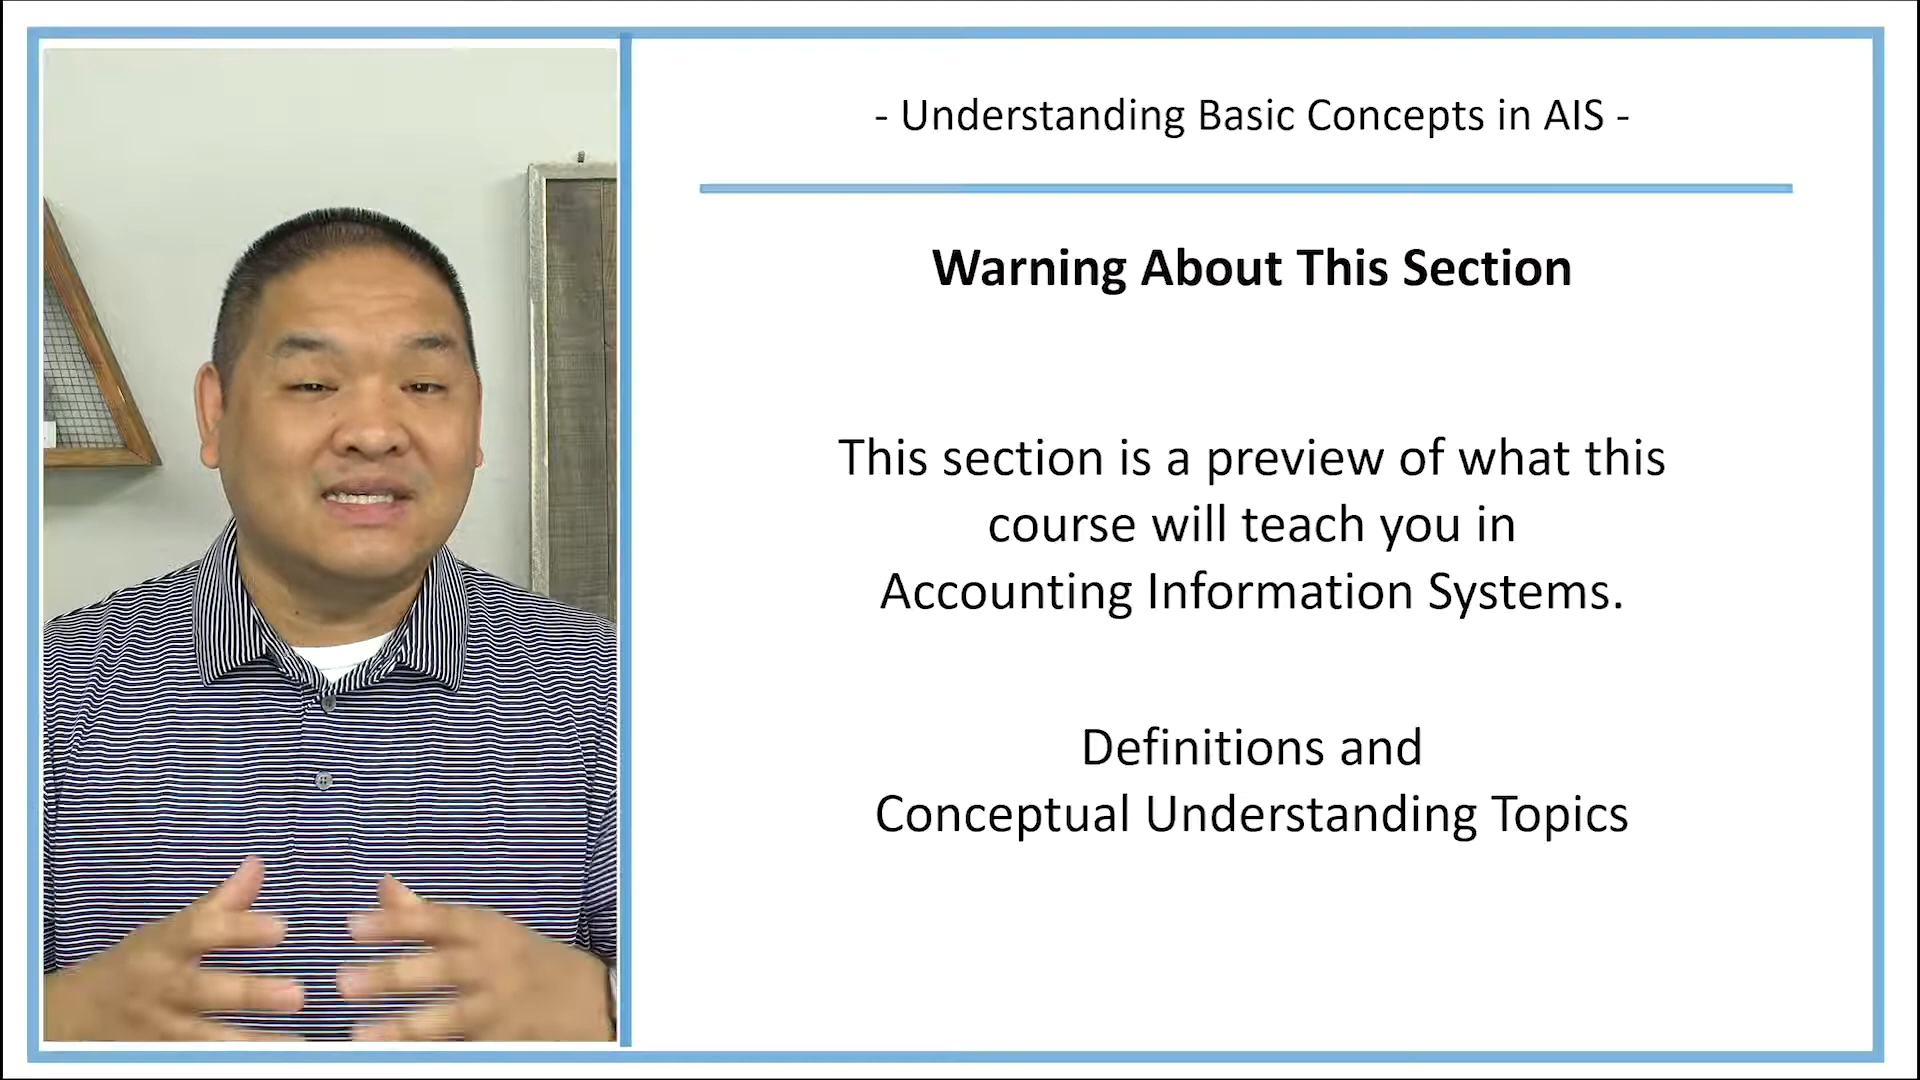 - Understanding Basic Concepts in AIS -
Warning About This Section
This section is a preview of what this
course will teach you in
Accounting Information Systems.
Definitions and
Conceptual Understanding Topics